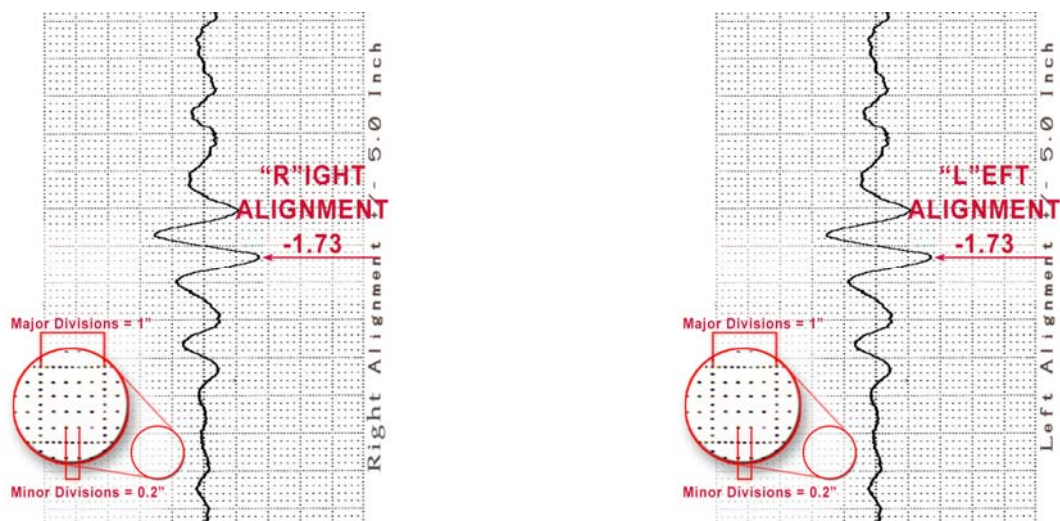 “R”IGHT
ALIGNMENT
-1.73
Major Divisions = 1”
Minor Divisions = 0.2”
Right Alignment +/- 5.0 Inch
“L”EFT
ALIGNMENT
-1.73
Major Divisions = 1”
Minor Divisions = 0.2”
Left Alignment +/- 5.0 Inch